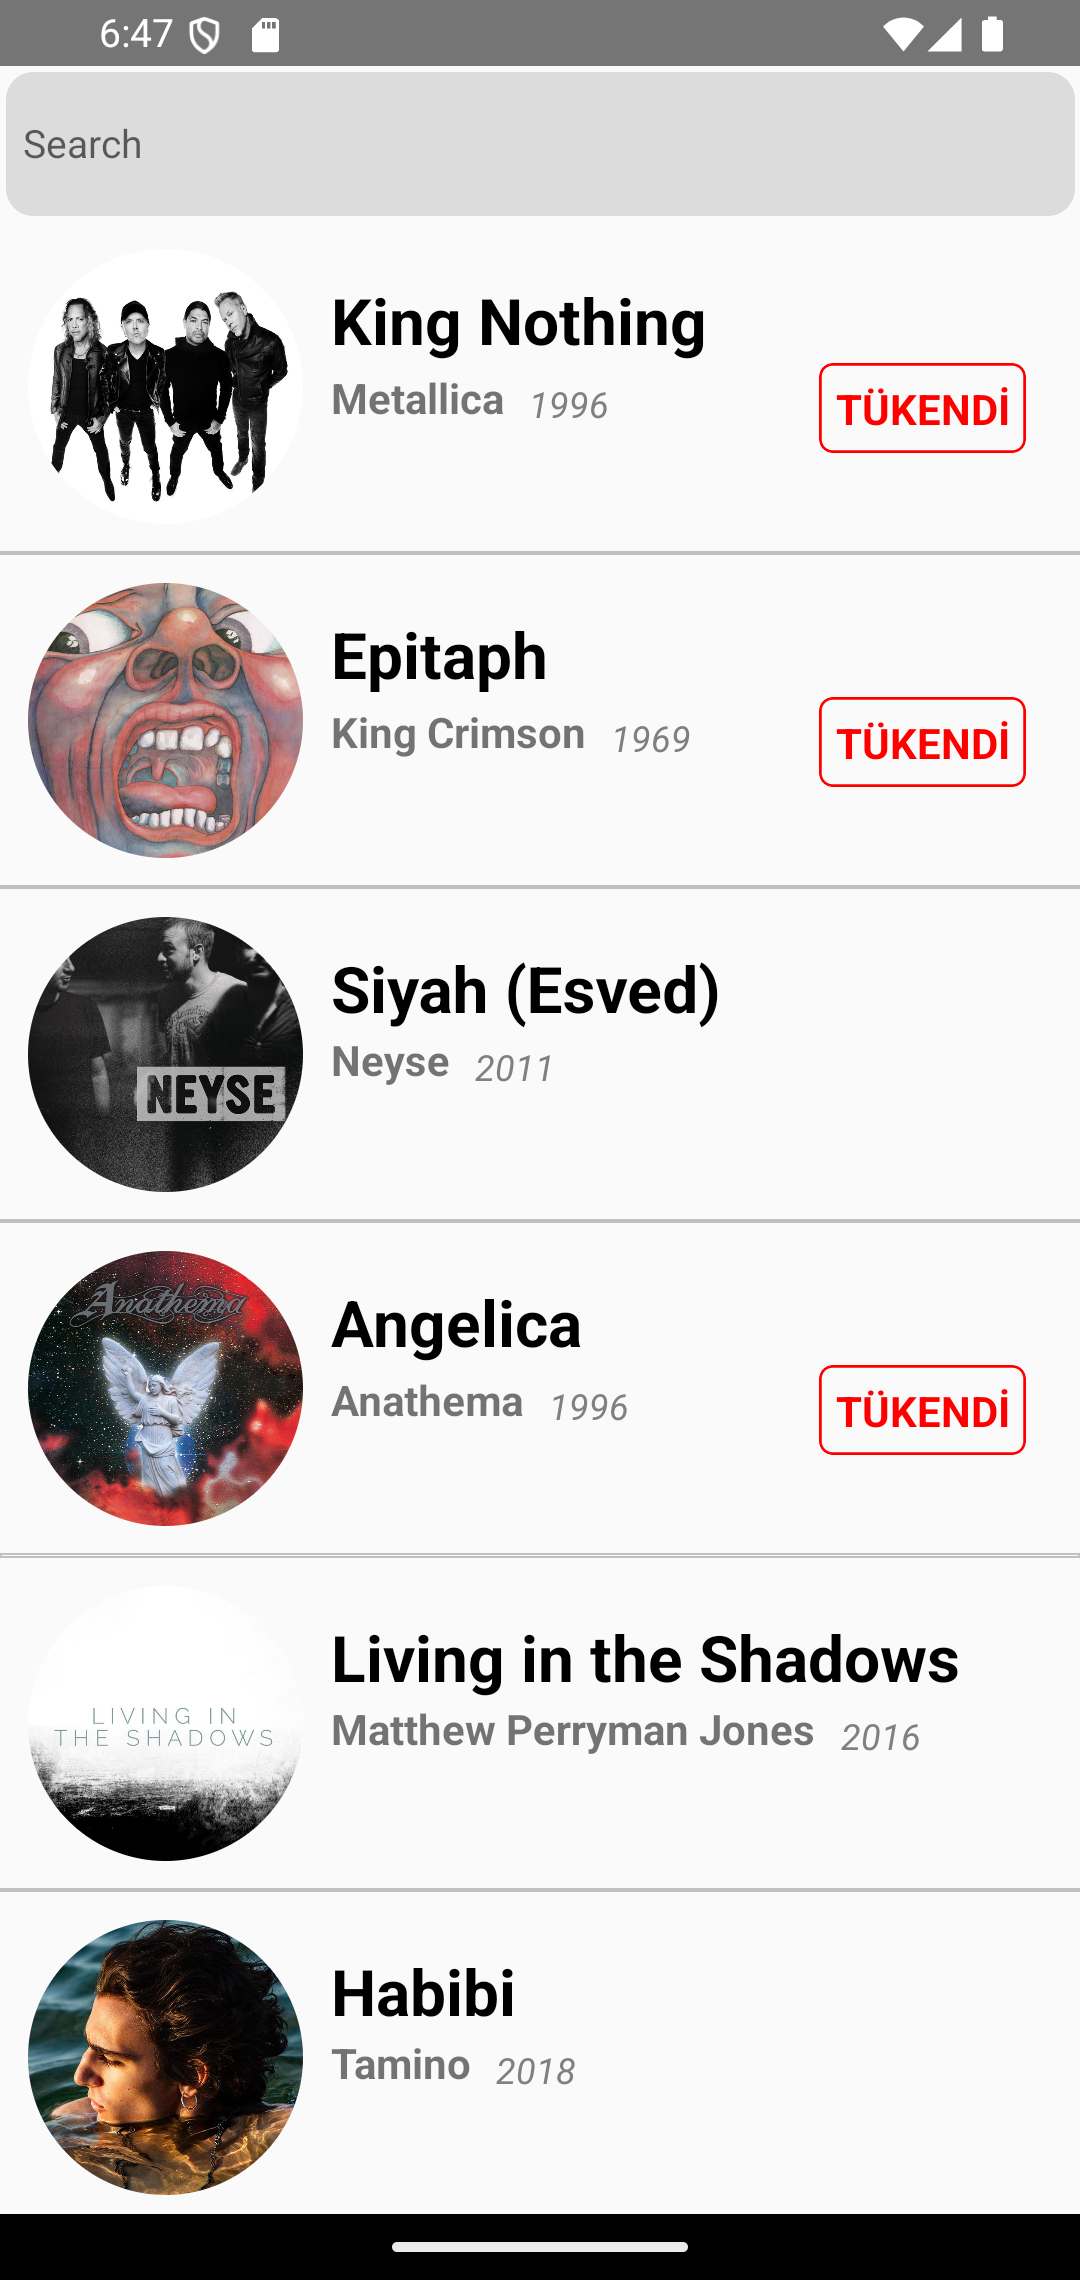 6:47
Search
King Nothing
Metallica 1996
TÜKENDİ
Epitaph
King Crimson 1969
TÜKENDİ
Siyah (Esved)
Neyse 2011
NEYSE
Angelica
Anathema 1996
TÜKENDİ
Anathema
Living in the Shadows
Matthew Perryman Jones 2016
LIVING IN
THE SHADOWS
Habibi
Tamino 2018